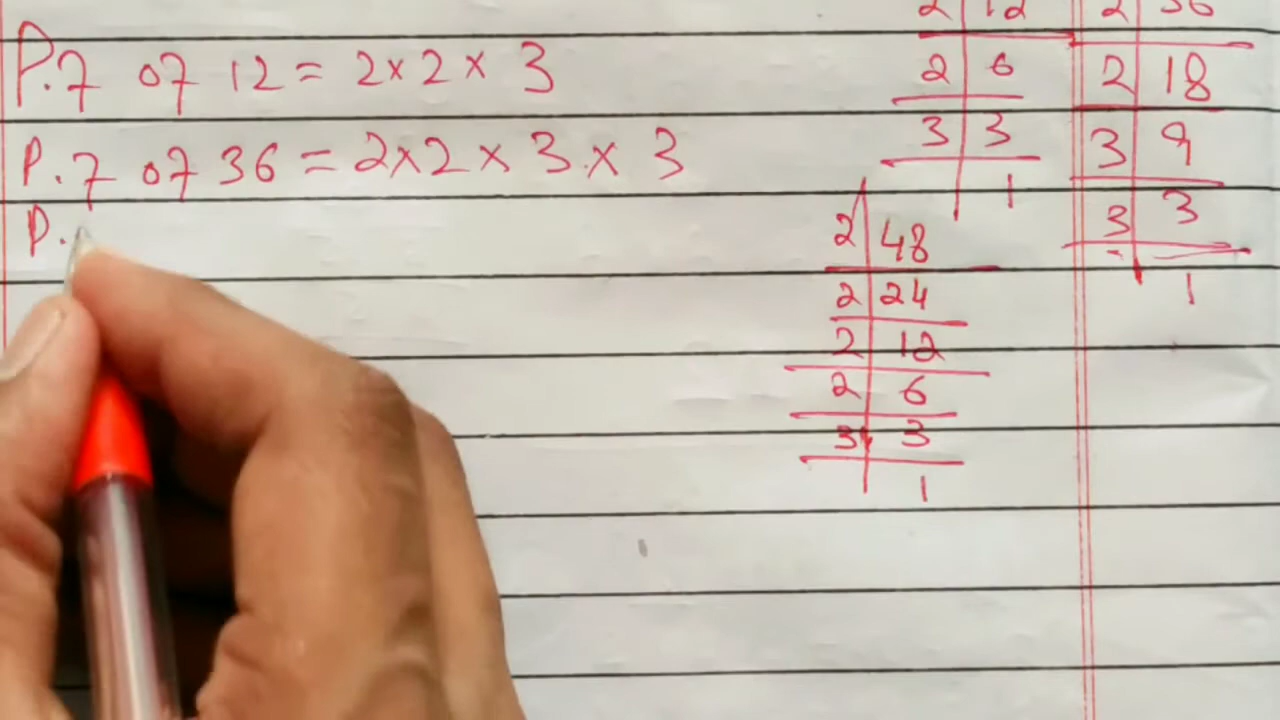 P.F of 12 = 2×2× 3
P.F of 36 = 2×2 × 3 × 3
P.
2 | 12
2 | 6
3 | 3
1
2 | 36
2 | 18
3 | 9
3 | 3
1
2 | 48
2 | 24
2 | 12
2 | 6
3 | 3
1